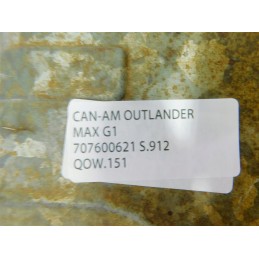 CAN-AM OUTLANDER
MAX G1
707600621 S.912
QOW.151